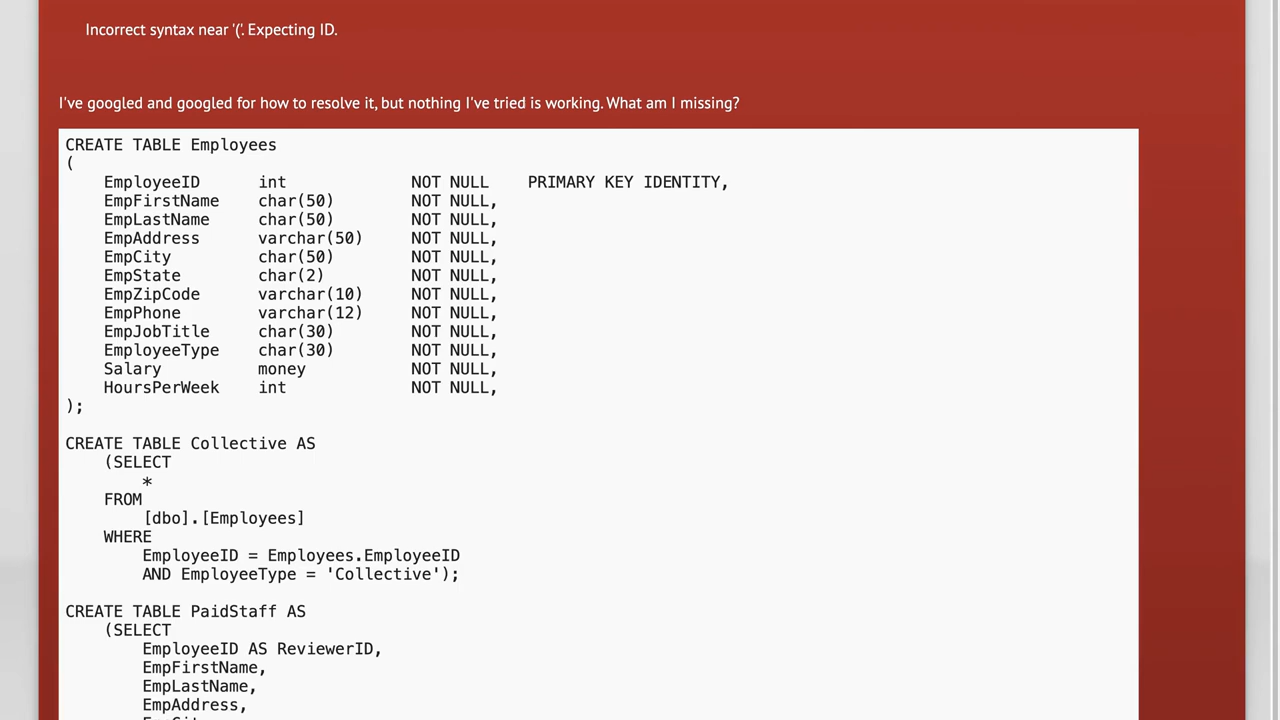 Incorrect syntax near '('. Expecting ID.
I've googled and googled for how to resolve it, but nothing I've tried is working. What am I missing?
CREATE TABLE Employees
(
EmployeeID int NOT NULL PRIMARY KEY IDENTITY,
EmpFirstName char(50) NOT NULL,
EmpLastName char(50) NOT NULL,
EmpAddress varchar(50) NOT NULL,
EmpCity char(50) NOT NULL,
EmpState char(2) NOT NULL,
EmpZipCode varchar(10) NOT NULL,
EmpPhone varchar(12) NOT NULL,
EmpJobTitle char(30) NOT NULL,
EmployeeType char(30) NOT NULL,
Salary money NOT NULL,
HoursPerWeek int NOT NULL,
);
CREATE TABLE Collective AS
(SELECT
*
FROM
[dbo].[Employees]
WHERE
EmployeeID = Employees.EmployeeID
AND EmployeeType = 'Collective');
CREATE TABLE PaidStaff AS
(SELECT
EmployeeID AS ReviewerID,
EmpFirstName,
EmpLastName,
EmpAddress,